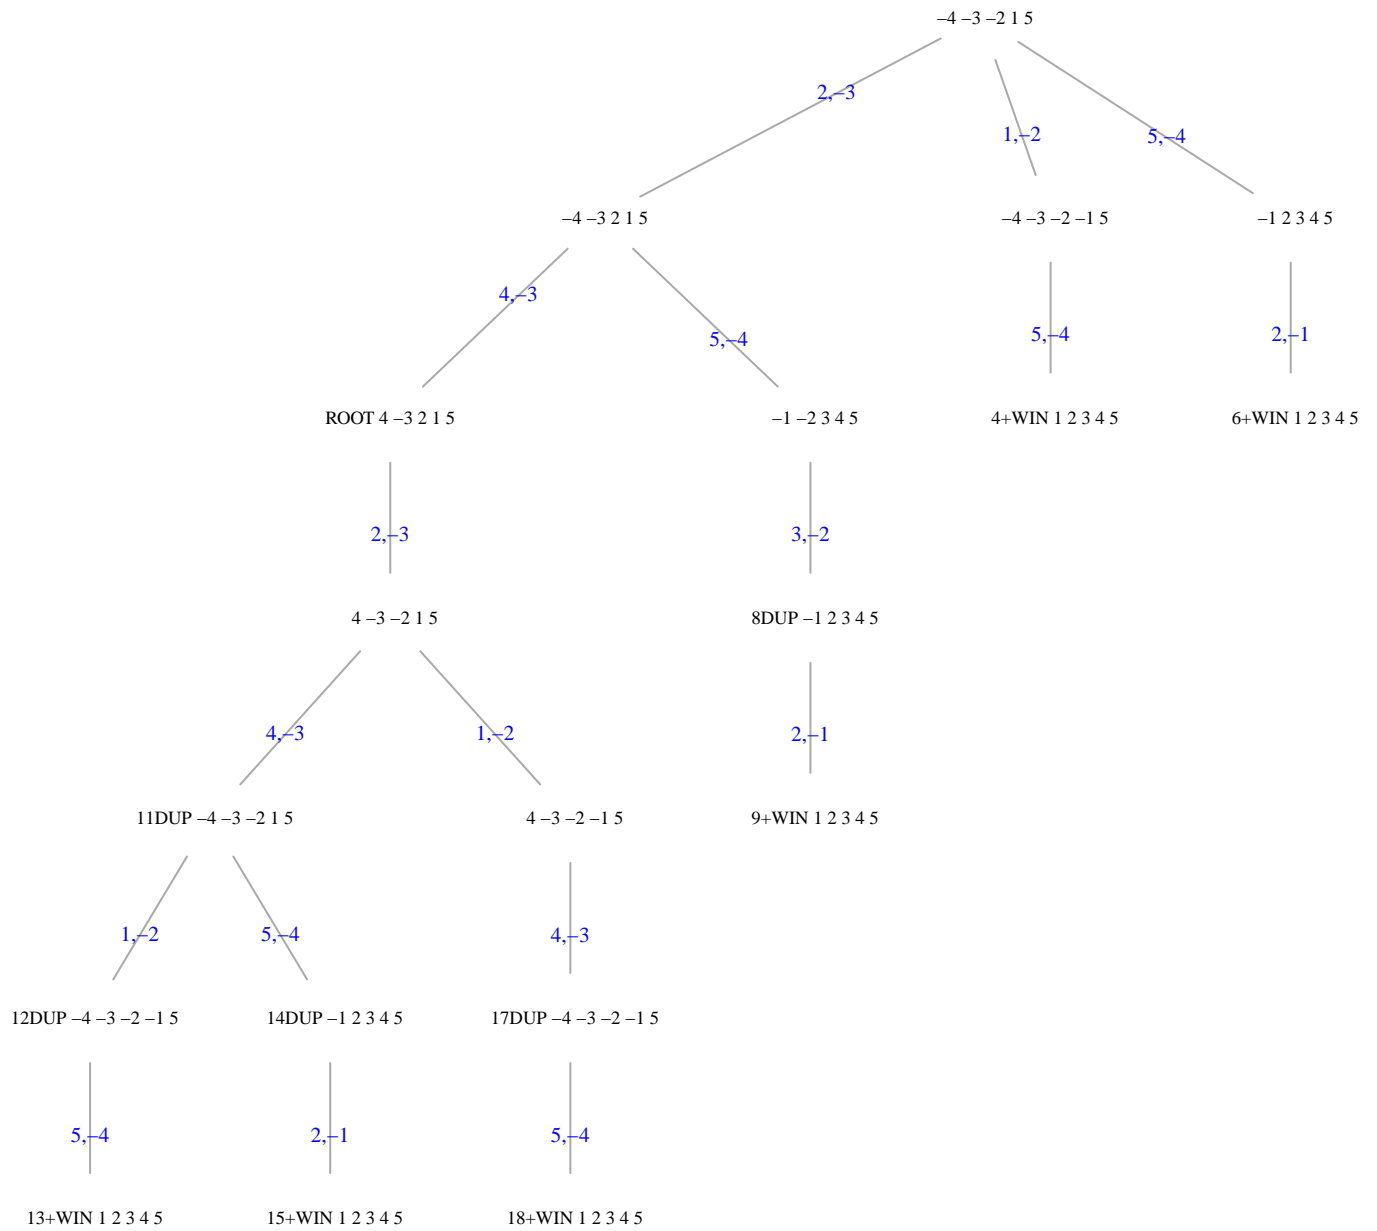 –4 –3 –2 1 5
2,–3
1,–2
5,–4
–4 –3 2 1 5
–4 –3 –2 –1 5
–1 2 3 4 5
4,–3
5,–4
5,–4
2,–1
ROOT 4 –3 2 1 5
–1 –2 3 4 5
4+WIN 1 2 3 4 5
6+WIN 1 2 3 4 5
2,–3
3,–2
4 –3 –2 1 5
8DUP –1 2 3 4 5
4,–3
1,–2
2,–1
11DUP –4 –3 –2 1 5
4 –3 –2 –1 5
9+WIN 1 2 3 4 5
1,–2
5,–4
4,–3
12DUP –4 –3 –2 –1 5
14DUP –1 2 3 4 5
17DUP –4 –3 –2 –1 5
5,–4
2,–1
5,–4
13+WIN 1 2 3 4 5
15+WIN 1 2 3 4 5
18+WIN 1 2 3 4 5